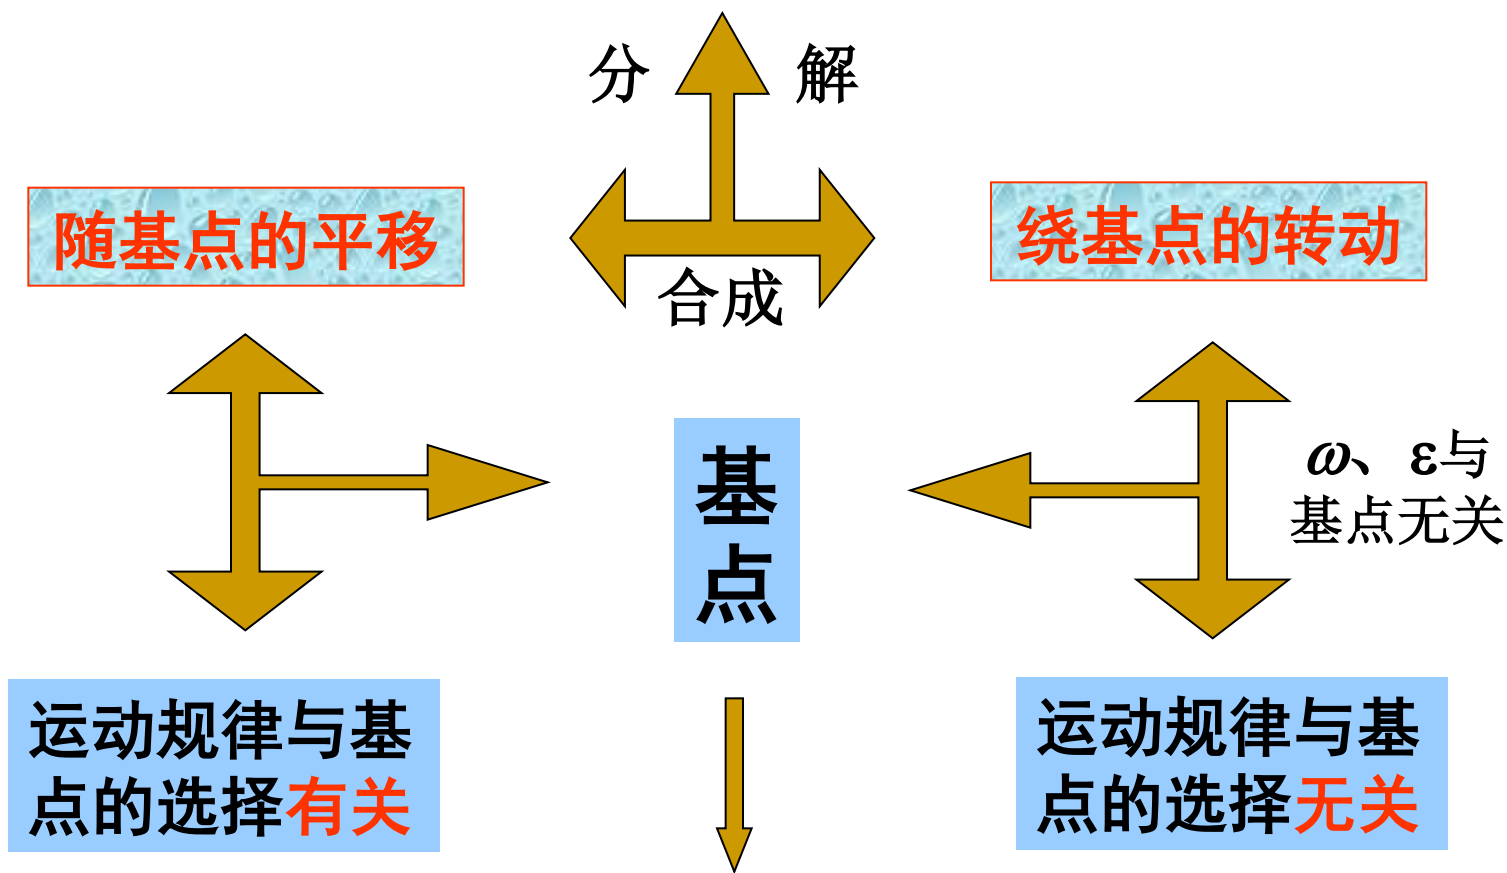 分 解
随基点的平移
绕基点的转动
合成
基
点
ω、ε与
基点无关
运动规律与基
点的选择有关
运动规律与基
点的选择无关